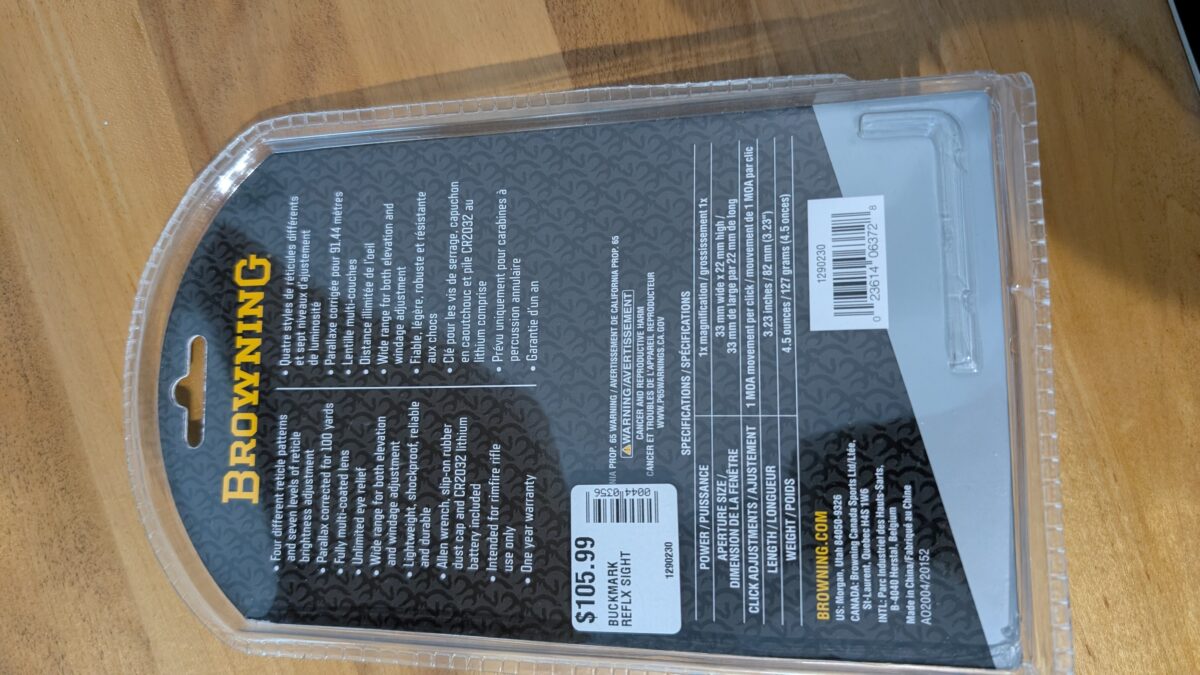 BROWNING
• Four different reticle patterns
and seven levels of reticle
brightness adjustment
• Parallax corrected for 100 yards
• Fully multi-coated lens
• Unlimited eye relief
• Wide range for both elevation
and windage adjustment
• Lightweight, shockproof, reliable
and durable
• Allen wrench, slip-on rubber
dust cap and CR2032 lithium
battery included
• Intended for rimfire rifle
use only
• One year warranty
• Quatre styles de réticules différents
et sept niveaux d'ajustement
de luminosité
• Parallaxe corrigée pour 91.44 mètres
• Lentille multi-couches
• Distance illimitée de l'oeil
• Wide range for both elevation and
windage adjustment
• Fiable, légère, robuste et résistante
aux chocs
• Clé pour les vis de serrage, capuchon
en caoutchouc et pile CR2032 au
lithium comprise
• Prévu uniquement pour carabines à
percussion annulaire
• Garantie d'un an
$105.99
0044 0356
BUCKMARK
REFLX SIGHT
1290230
NIA PROP. 65 WARNING / AVERTISSEMENT DE CALIFORNIA PROP. 65
WARNING/AVERTISSEMENT
CANCER AND REPRODUCTIVE HARM
CANCER ET TROUBLES DE L'APPAREIL REPRODUCTEUR
WWW.P65WARNINGS.CA.GOV
SPECIFICATIONS / SPÉCIFICATIONS
POWER / PUISSANCE 1x magnification / grossissement 1x
APERTURE SIZE / 33 mm wide x 22 mm high /
DIMENSION DE LA FENÊTRE 33 mm de large par 22 mm de long
CLICK ADJUSTMENTS / AJUSTEMENT 1 MOA movement per click / mouvement de 1 MOA par clic
LENGTH / LONGUEUR 3.23 inches / 82 mm (3.23")
WEIGHT / POIDS 4.5 ounces / 127 grams (4.5 onces)
BROWNING.COM
US: Morgan, Utah 84050-9326
CANADA: Browning Canada Sports Ltd/Ltée,
St-Laurent, Quebec H4S 1W6
INTL: Parc Industriel des Hauts-Sarts,
B-4040 Herstal, Belgium
Made in China/Fabriqué au Chine
A02004/20152
1290230
0 23614 06372 8